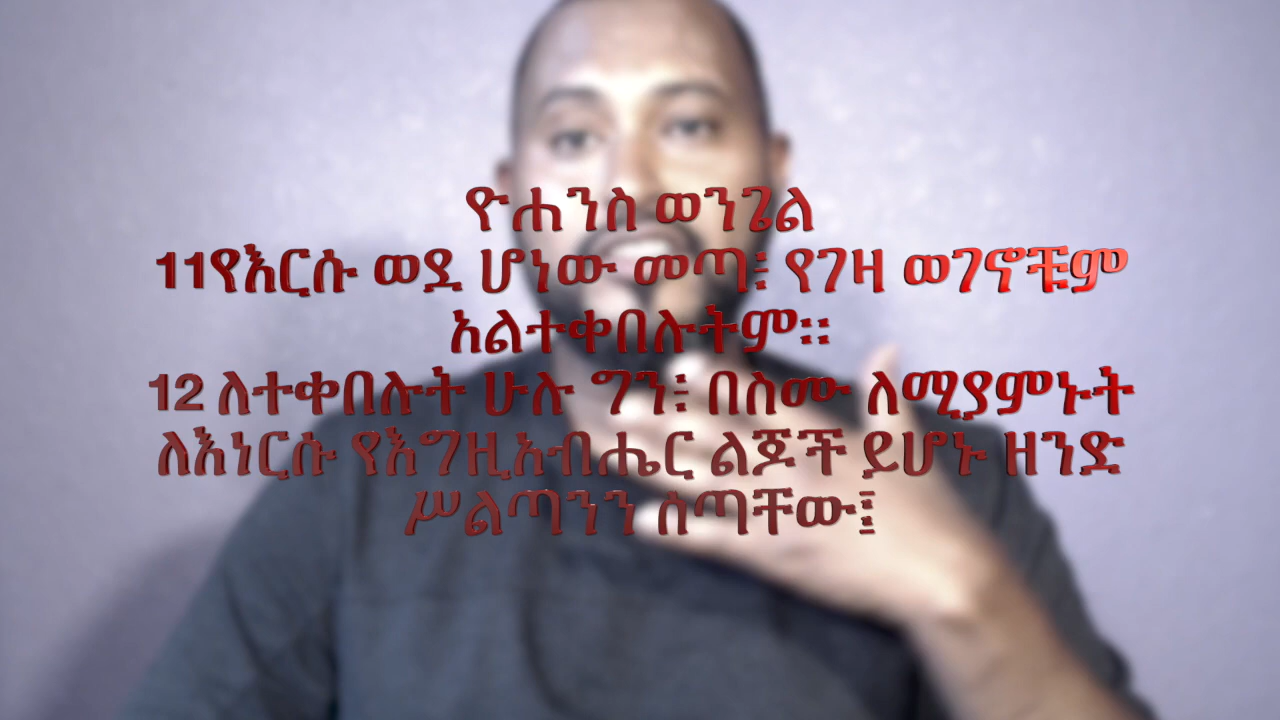 ዮሐንስ ወንጌል
11የእርሱ ወደ ሆነው መጣ፥ የገዛ ወገኖቹም
አልተቀበሉትም።
12 ለተቀበሉት ሁሉ ግን፥ በስሙ ለሚያምኑት
ለእነርሱ የእግዚአብሔር ልጆች ይሆኑ ዘንድ
ሥልጣንን ሰጣቸው፤